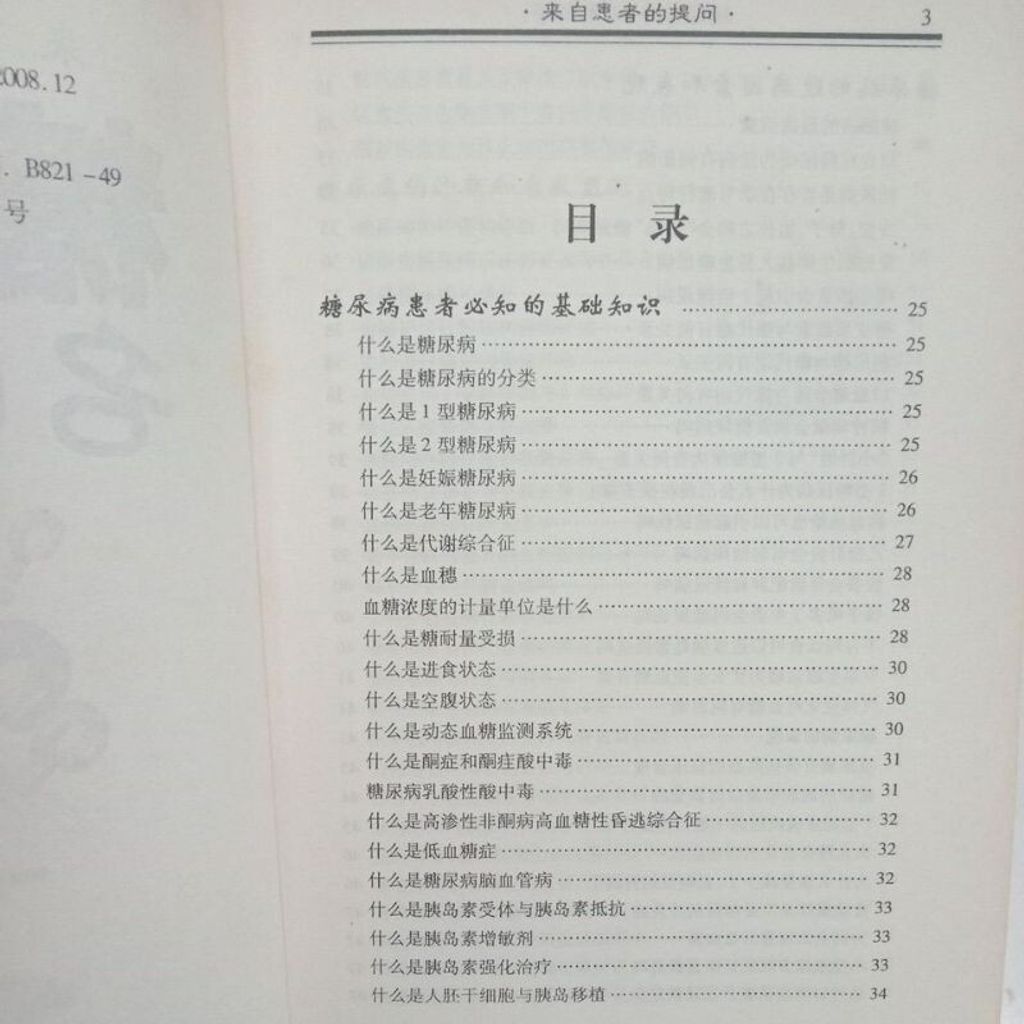 2008.12
. B821-49
号
·来自患者的提问· 3
目 录
糖尿病患者必知的基础知识 25
什么是糖尿病 25
什么是糖尿病的分类 25
什么是1型糖尿病 25
什么是2型糖尿病 25
什么是妊娠糖尿病 26
什么是老年糖尿病 26
什么是代谢综合征 27
什么是血穗 28
血糖浓度的计量单位是什么 28
什么是糖耐量受损 28
什么是进食状态 30
什么是空腹状态 30
什么是动态血糖监测系统 30
什么是酮症和酮痓酸中毒 31
糖尿病乳酸性酸中毒 31
什么是高渗性非酮病高血糖性昏逃综合征 32
什么是低血糖症 32
什么是糖尿病脑血管病 32
什么是胰岛素受体与胰岛素抵抗 33
什么是胰岛素增敏剂 33
什么是胰岛素强化治疗 33
什么是人胚干细胞与胰岛移植 34